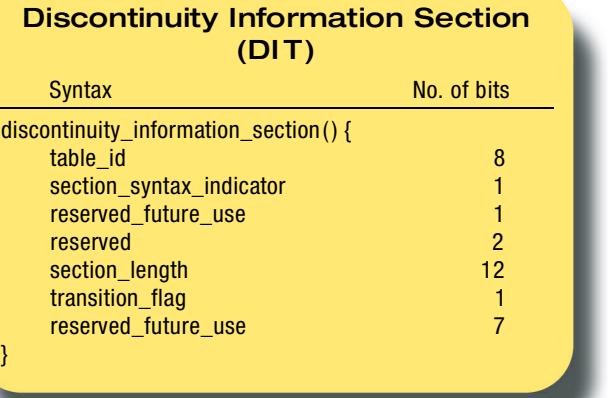 Discontinuity Information Section
(DIT)
Syntax No. of bits
discontinuity_information_section() {
table_id 8
section_syntax_indicator 1
reserved_future_use 1
reserved 2
section_length 12
transition_flag 1
reserved_future_use 7
}